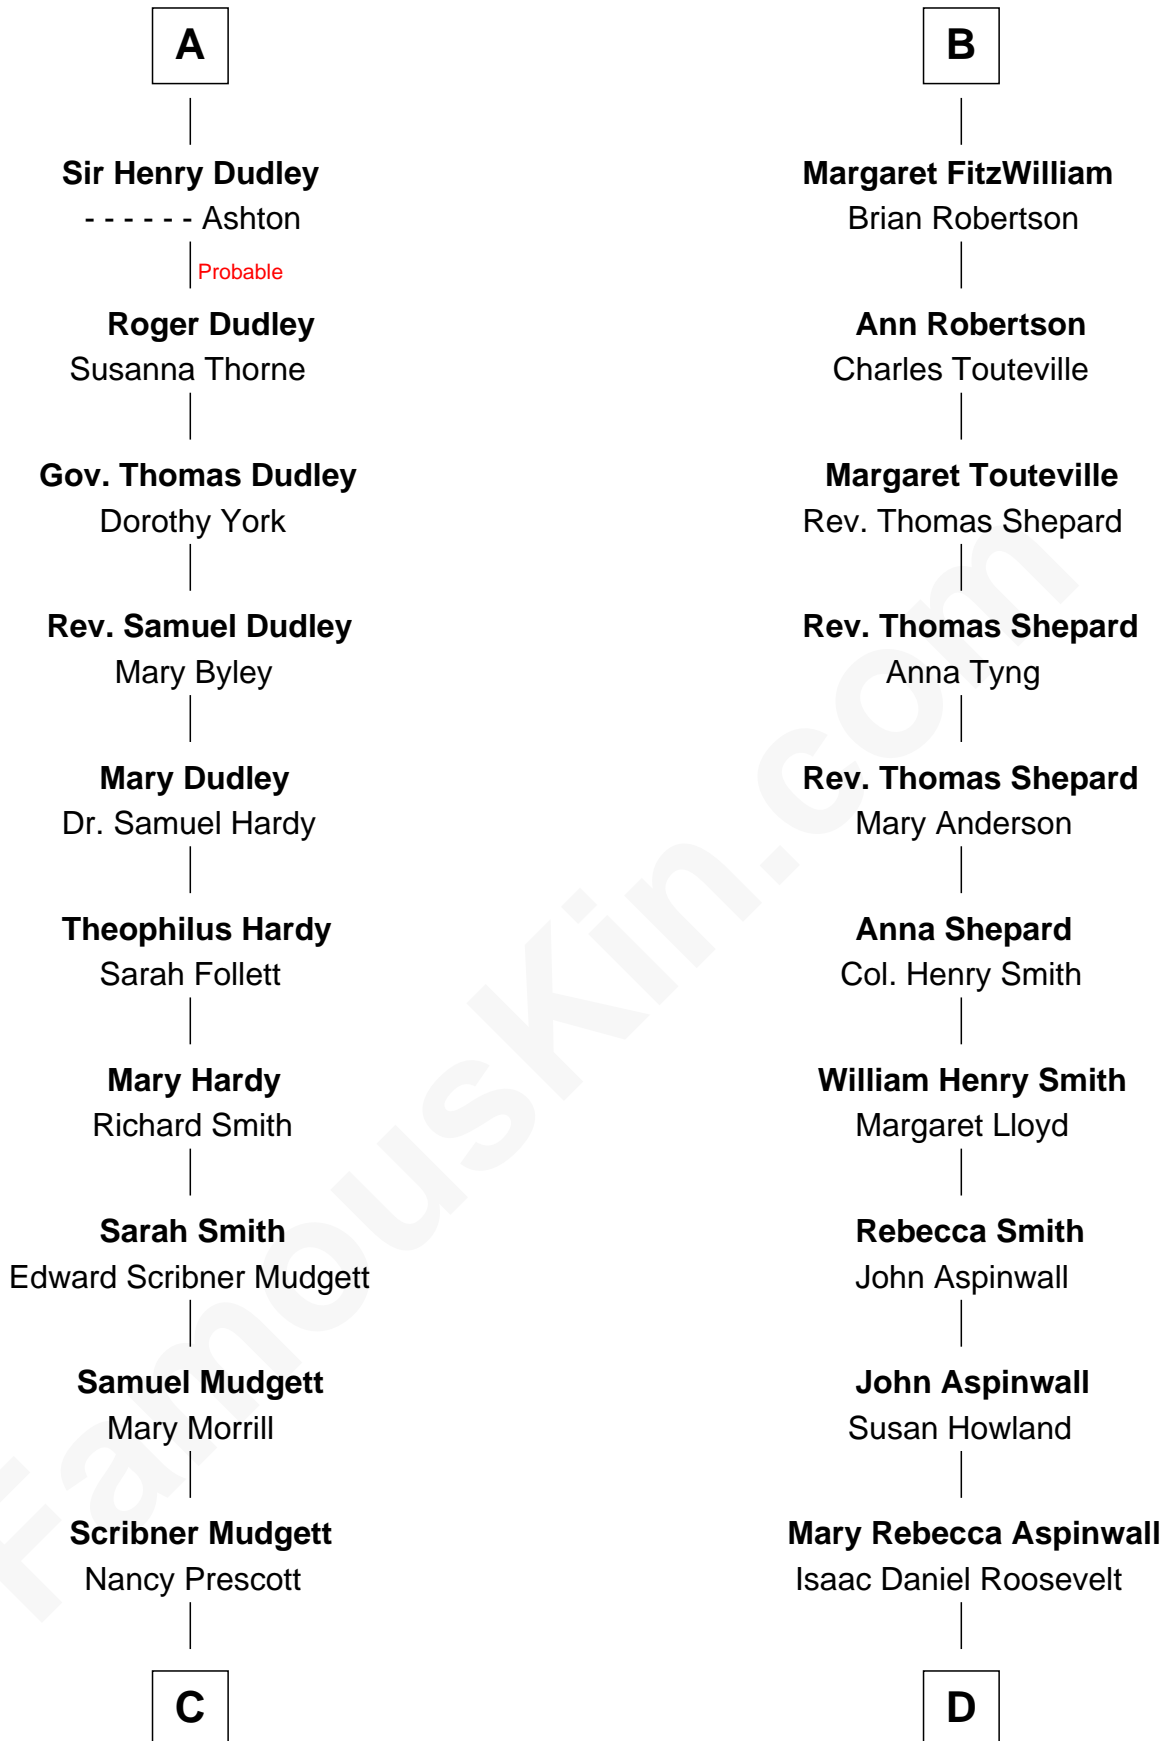 A
Sir Henry Dudley
- - - - - - Ashton
Probable
Roger Dudley
Susanna Thorne
Gov. Thomas Dudley
Dorothy York
Rev. Samuel Dudley
Mary Byley
Mary Dudley
Dr. Samuel Hardy
Theophilus Hardy
Sarah Follett
Mary Hardy
Richard Smith
Sarah Smith
Edward Scribner Mudgett
Samuel Mudgett
Mary Morrill
Scribner Mudgett
Nancy Prescott
C
B
Margaret FitzWilliam
Brian Robertson
Ann Robertson
Charles Touteville
Margaret Touteville
Rev. Thomas Shepard
Rev. Thomas Shepard
Anna Tyng
Rev. Thomas Shepard
Mary Anderson
Anna Shepard
Col. Henry Smith
William Henry Smith
Margaret Lloyd
Rebecca Smith
John Aspinwall
John Aspinwall
Susan Howland
Mary Rebecca Aspinwall
Isaac Daniel Roosevelt
D
FamousKin.com